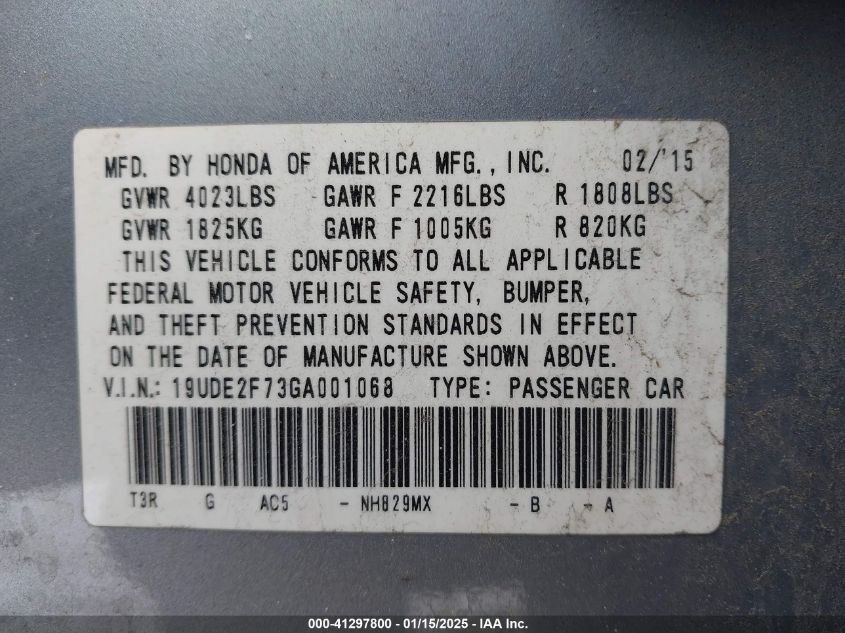 MFD. BY HONDA OF AMERICA MFG., INC. 02/'15
GVWR 4023LBS GAWR F 2216LBS R 1808LBS
GVWR 1825KG GAWR F 1005KG R 820KG
THIS VEHICLE CONFORMS TO ALL APPLICABLE
FEDERAL MOTOR VEHICLE SAFETY, BUMPER,
AND THEFT PREVENTION STANDARDS IN EFFECT
ON THE DATE OF MANUFACTURE SHOWN ABOVE.
V.I.N.: 19UDE2F73GA001068 TYPE: PASSENGER CAR
T3R G AC5 - NH829MX - B - A
000-41297800 - 01/15/2025 - IAA Inc.